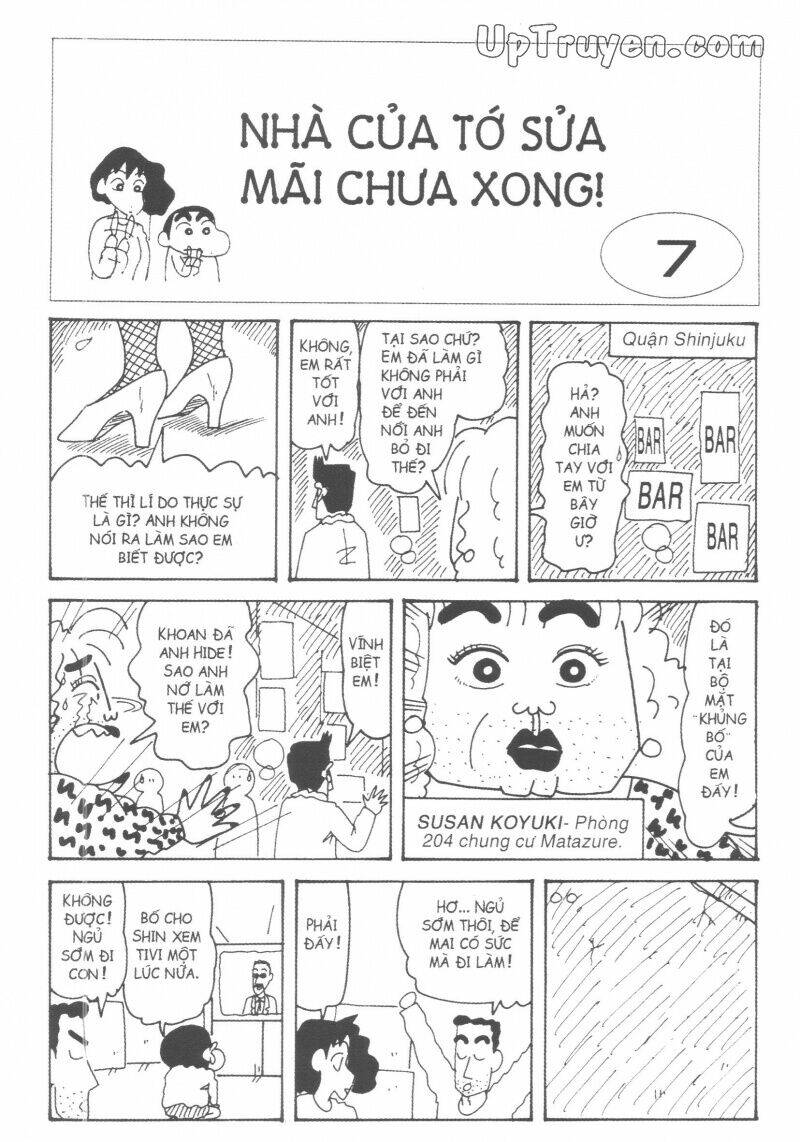 UpTruyen.com
NHÀ CỦA TỚ SỬA
MÃI CHƯA XONG!
7
Quận Shinjuku
HẢ?
ANH
MUỐN
CHIA
TAY VỚI
EM TỪ
BÂY
GIỜ
Ư?
BAR
BAR
BAR
BAR
TẠI SAO CHỨ?
EM ĐÃ LÀM GÌ
KHÔNG PHẢI
VỚI ANH
ĐỂ ĐẾN
NỖI ANH
BỎ ĐI
THẾ?
KHÔNG,
EM RẤT
TỐT
VỚI
ANH!
THẾ THÌ LÍ DO THỰC SỰ
LÀ GÌ? ANH KHÔNG
NÓI RA LÀM SAO EM
BIẾT ĐƯỢC?
ĐÓ
LÀ
TẠI
BỘ
MẶT
"KHỦNG
BỐ"
CỦA
EM
ĐẤY!
SUSAN KOYUKI- Phòng
204 chung cư Matazure.
VĨNH
BIỆT
EM!
KHOAN ĐÃ
ANH HIDE!
SAO ANH
NỠ LÀM
THẾ VỚI
EM?
HƠ... NGỦ
SỚM THÔI, ĐỂ
MAI CÓ SỨC
MÀ ĐI LÀM!
PHẢI
ĐẤY!
BỐ CHO
SHIN XEM
TIVI MỘT
LÚC NỮA.
KHÔNG
ĐƯỢC!
NGỦ
SỚM ĐI
CON!